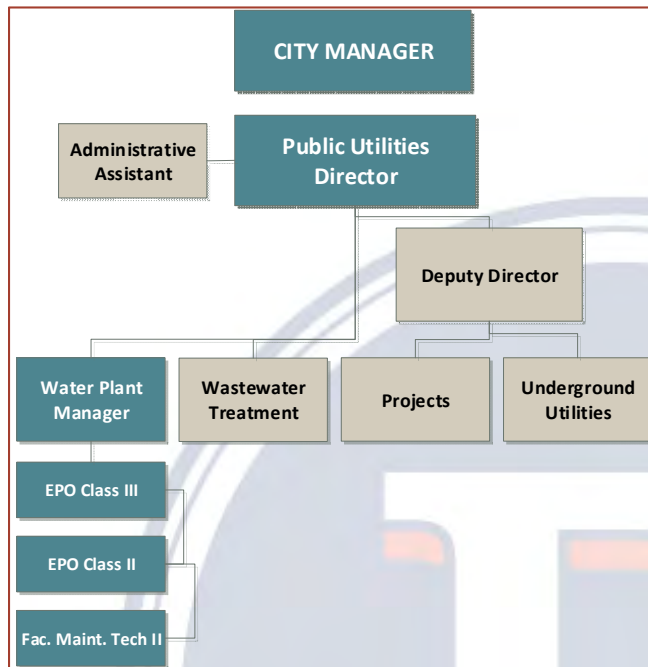 CITY MANAGER
Administrative
Assistant
Public Utilities
Director
Deputy Director
Water Plant
Manager
Wastewater
Treatment
Projects
Underground
Utilities
EPO Class III
EPO Class II
Fac. Maint. Tech II